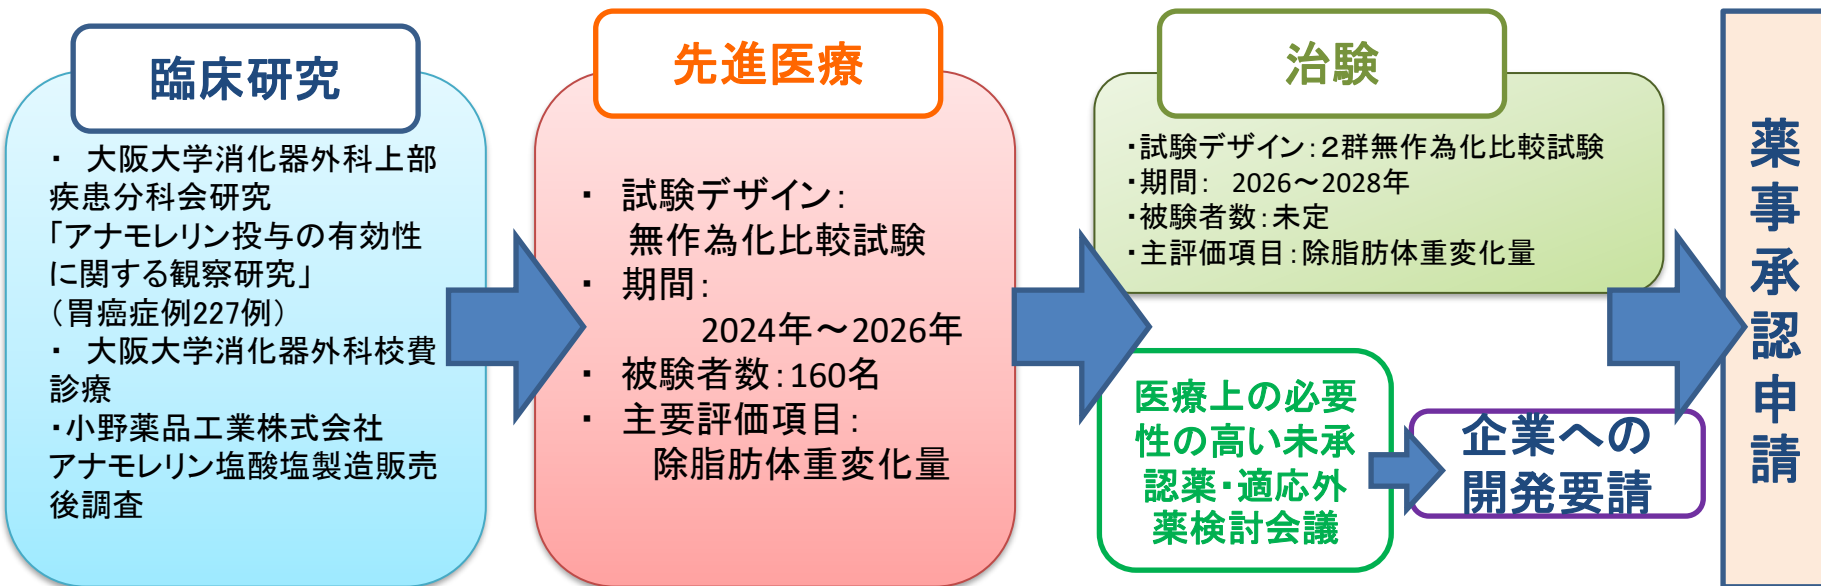 臨床研究
・ 大阪大学消化器外科上部
疾患分科会研究
「アナモレリン投与の有効性
に関する観察研究」
（胃癌症例227例）
・ 大阪大学消化器外科校費
診療
・小野薬品工業株式会社
アナモレリン塩酸塩製造販売
後調査
先進医療
・ 試験デザイン：
無作為化比較試験
・ 期間：
2024年～2026年
・ 被験者数：160名
・ 主要評価項目：
除脂肪体重変化量
治験
・試験デザイン：２群無作為化比較試験
・期間： 2026～2028年
・被験者数：未定
・主評価項目：除脂肪体重変化量
医療上の必要
性の高い未承
認薬・適応外
薬検討会議
企業への
開発要請
薬事承認申請